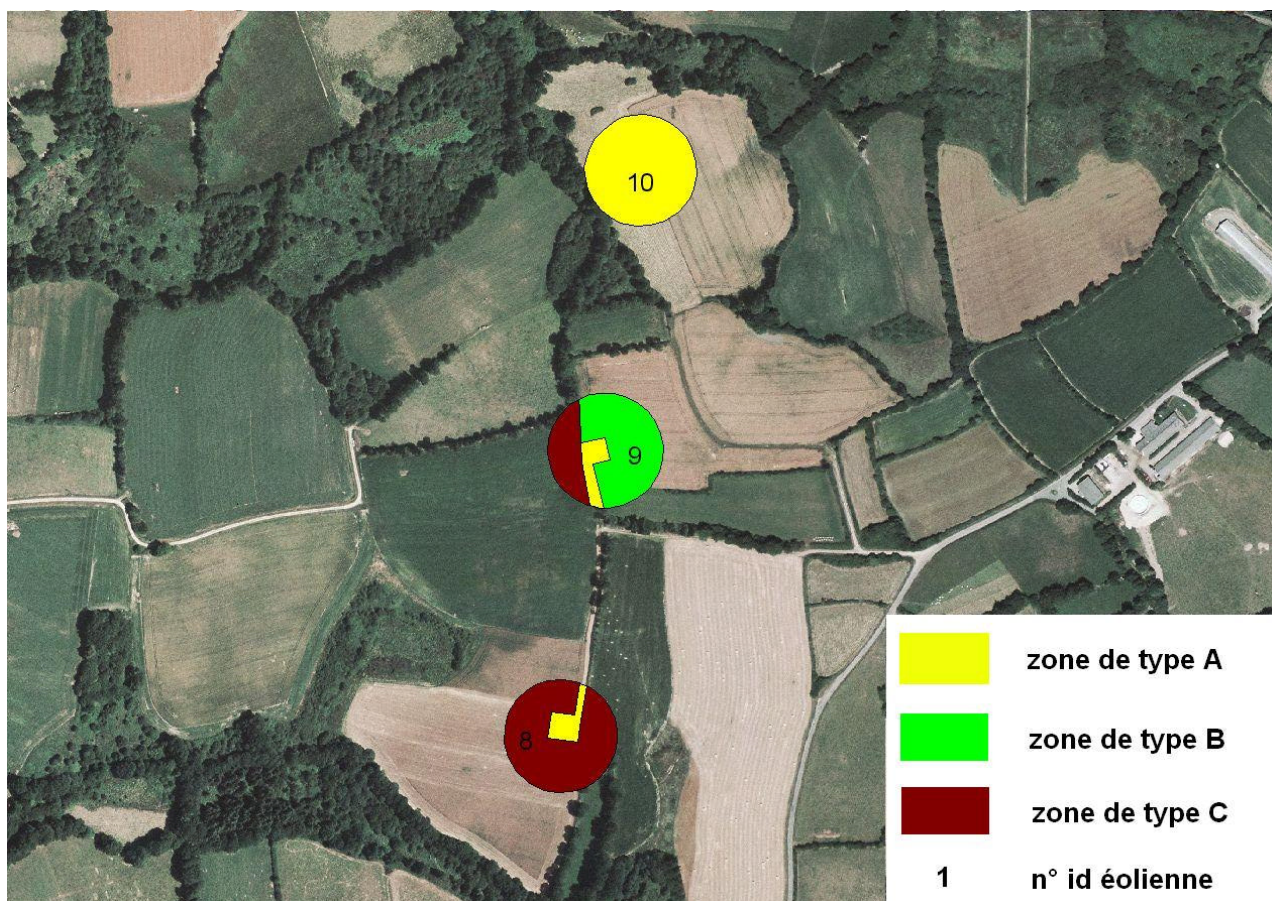 10
9
8
zone de type A
zone de type B
zone de type C
1 n° id éolienne